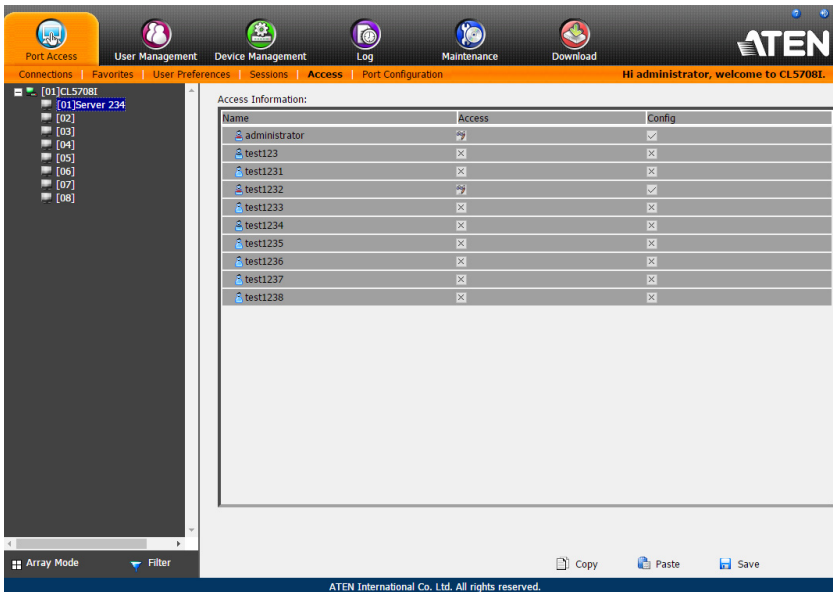 ATEN
Port Access User Management Device Management Log Maintenance Download
Connections | Favorites | User Preferences | Sessions | Access | Port Configuration Hi administrator, welcome to CL5708I.
[01]CL5708I
[01]Server 234
[02]
[03]
[04]
[05]
[06]
[07]
[08]
Access Information:
Name Access Config
administrator
test123
test1231
test1232
test1233
test1234
test1235
test1236
test1237
test1238
Array Mode Filter
Copy Paste Save
ATEN International Co. Ltd. All rights reserved.